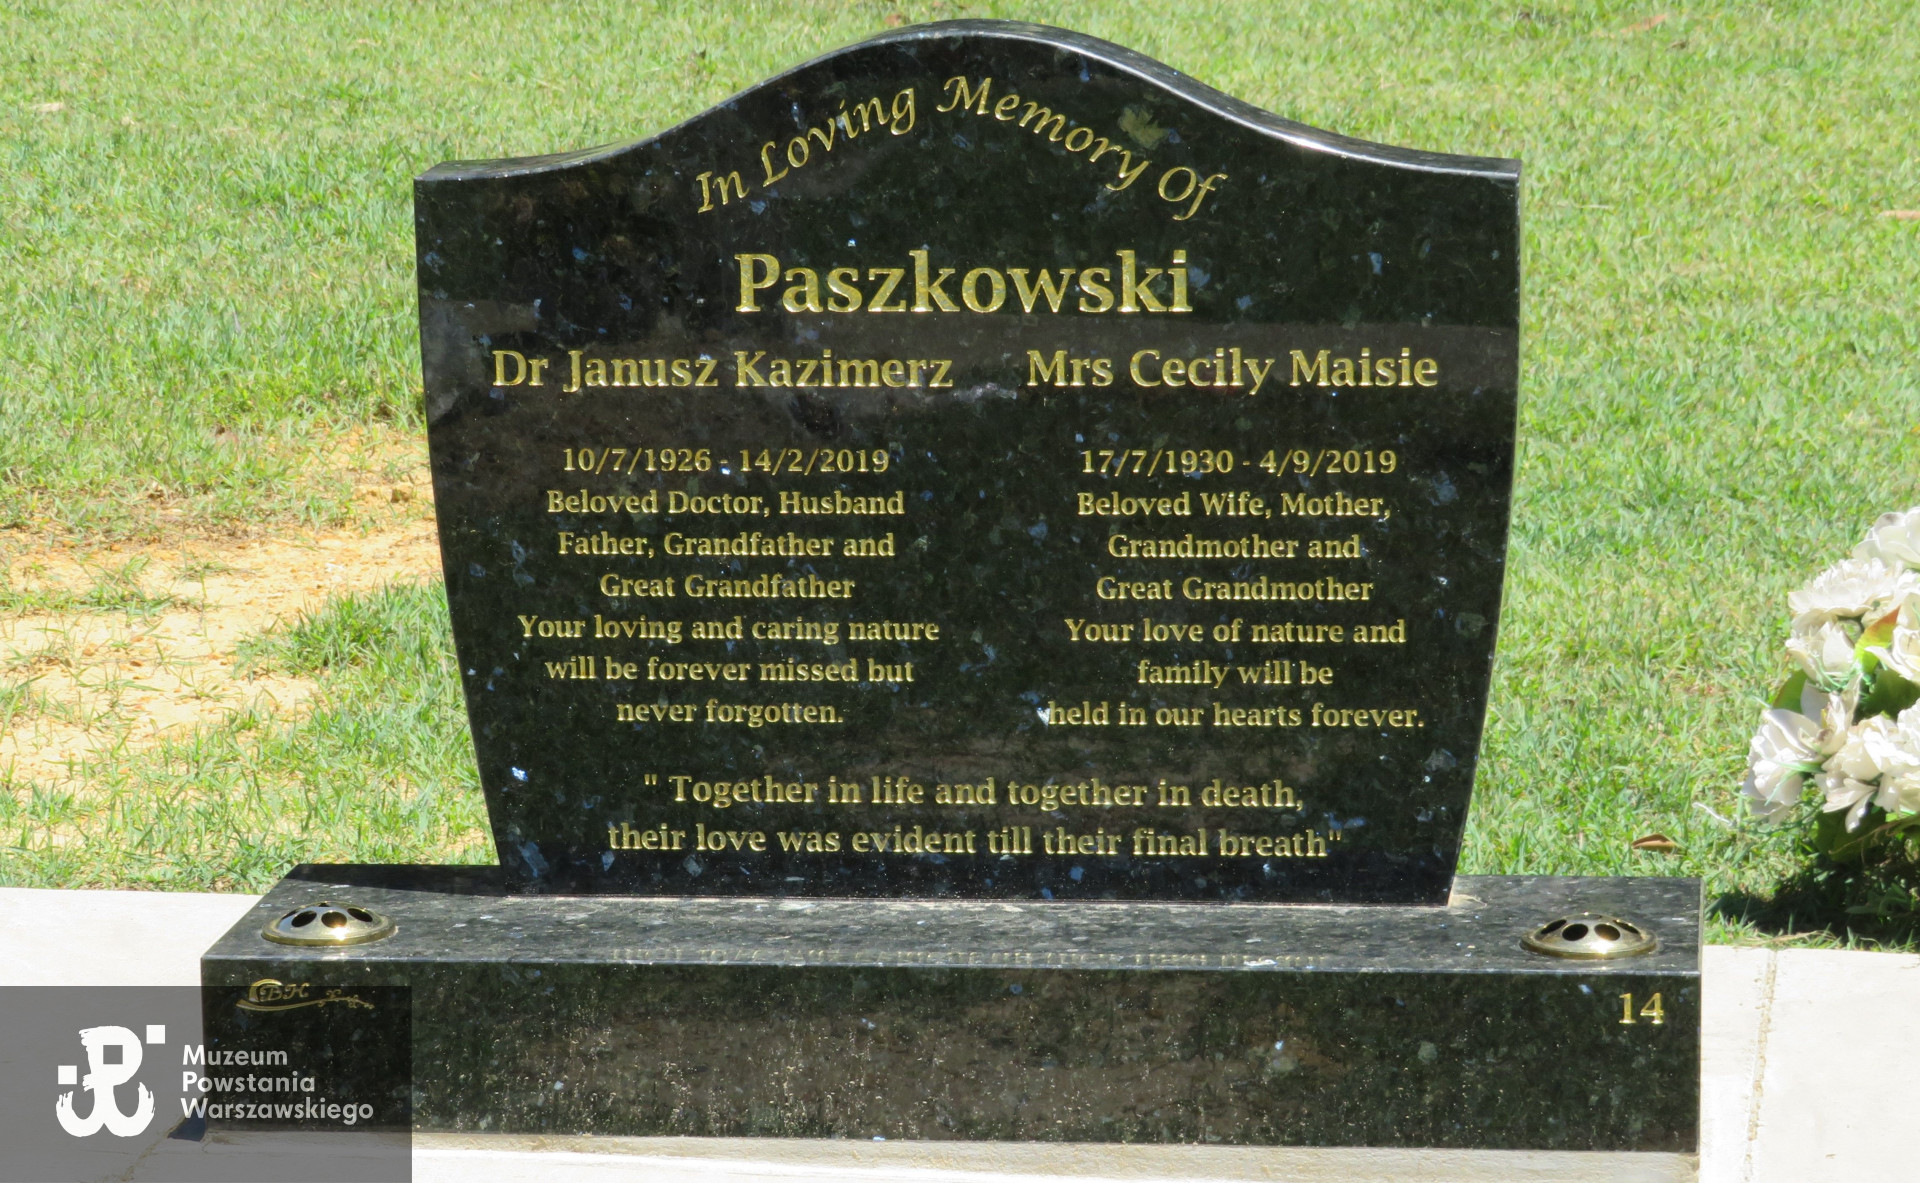 In Loving Memory Of
Paszkowski
Dr Janusz Kazimerz
10/7/1926 - 14/2/2019
Beloved Doctor, Husband
Father, Grandfather and
Great Grandfather
Your loving and caring nature
will be forever missed but
never forgotten.
Mrs Cecily Maisie
17/7/1930 - 4/9/2019
Beloved Wife, Mother,
Grandmother and
Great Grandmother
Your love of nature and
family will be
held in our hearts forever.
" Together in life and together in death,
their love was evident till their final breath"
14
Muzeum
Powstania
Warszawskiego